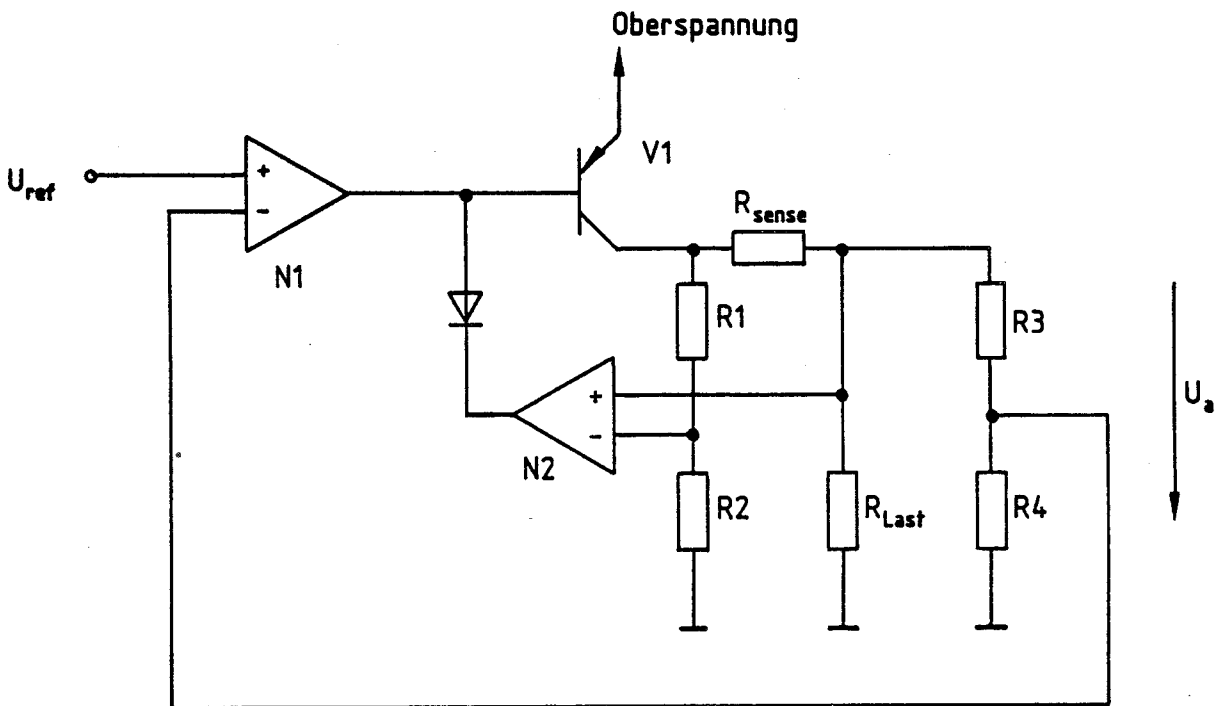 Oberspannung
V1
U_ref
+
-
N1
R_sense
R1
R3
+
-
N2
R2
R_Last
R4
U_a